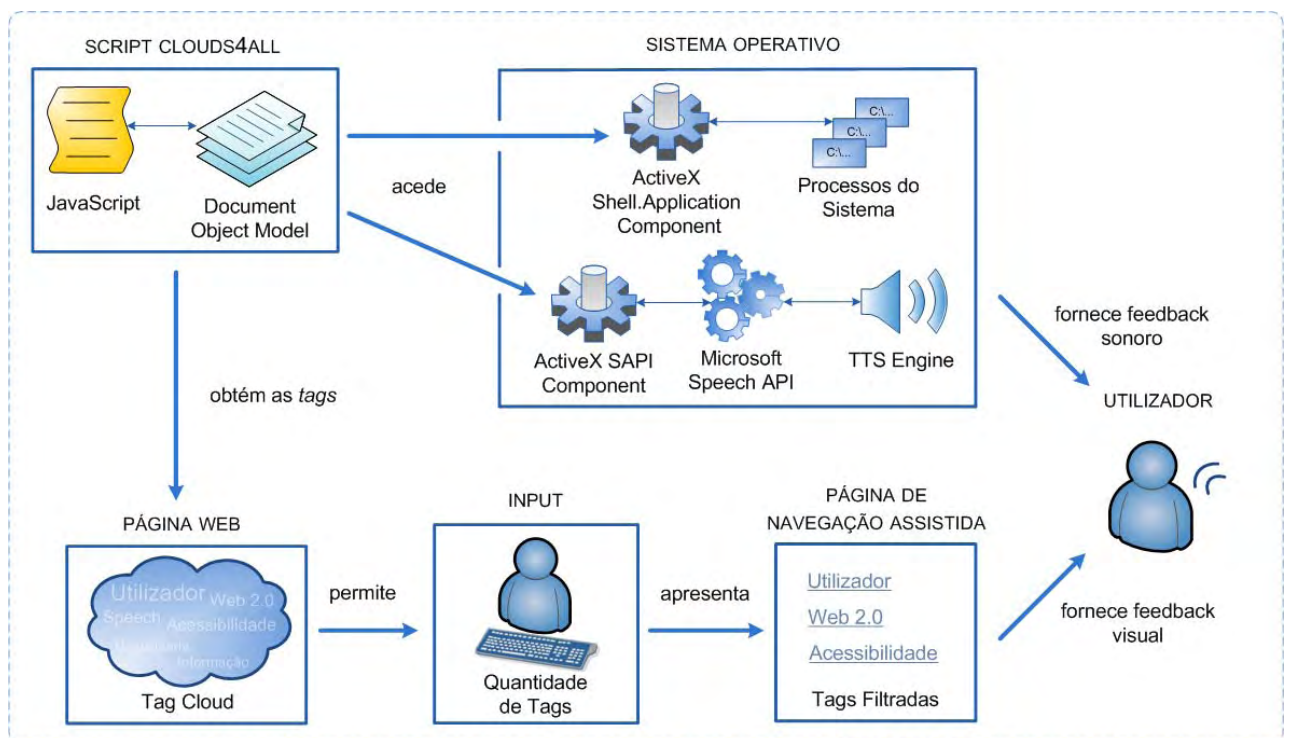 SCRIPT CLOUDS4ALL
JavaScript
Document
Object Model
acede
SISTEMA OPERATIVO
ActiveX
Shell.Application
Component
C:\...
C:\...
C:\...
Processos do
Sistema
ActiveX SAPI
Component
Microsoft
Speech API
TTS Engine
fornece feedback
sonoro
UTILIZADOR
obtém as tags
PÁGINA WEB
Utilizador
Web 2.0
Speech
Acessibilidade
Informação
Tag Cloud
permite
INPUT
Quantidade
de Tags
apresenta
PÁGINA DE
NAVEGAÇÃO ASSISTIDA
Utilizador
Web 2.0
Acessibilidade
Tags Filtradas
fornece feedback
visual